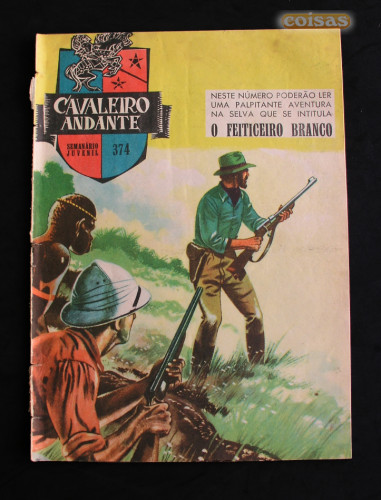 coisas
CAVALEIRO
ANDANTE
SEMANÁRIO
JUVENIL
374
NESTE NÚMERO PODERÃO LER
UMA PALPITANTE AVENTURA
NA SELVA QUE SE INTITULA
O FEITICEIRO BRANCO